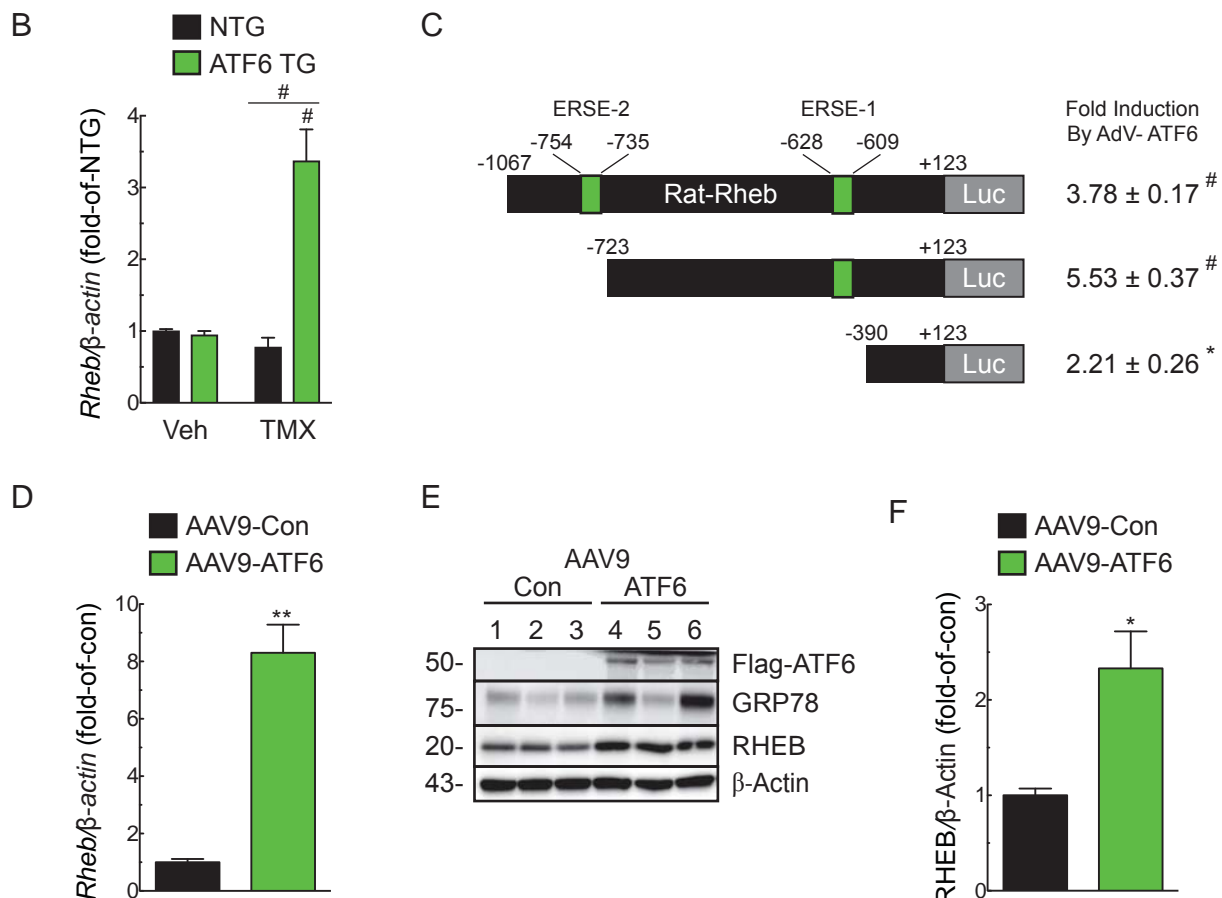 B
NTG
ATF6 TG
Rheb/β-actin (fold-of-NTG)
4
3
2
1
0
#
#
Veh
TMX
C
ERSE-2
ERSE-1
Fold Induction
By AdV- ATF6
-1067
-754
-735
-628
-609
+123
Rat-Rheb
Luc
3.78 ± 0.17 #
-723
+123
Luc
5.53 ± 0.37 #
-390
+123
Luc
2.21 ± 0.26 *
D
AAV9-Con
AAV9-ATF6
Rheb/β-actin (fold-of-con)
10
8
6
4
2
0
**
E
AAV9
Con
ATF6
1 2 3 4 5 6
50- Flag-ATF6
75- GRP78
20- RHEB
43- β-Actin
F
AAV9-Con
AAV9-ATF6
RHEB/β-Actin (fold-of-con)
3
2
1
0
*